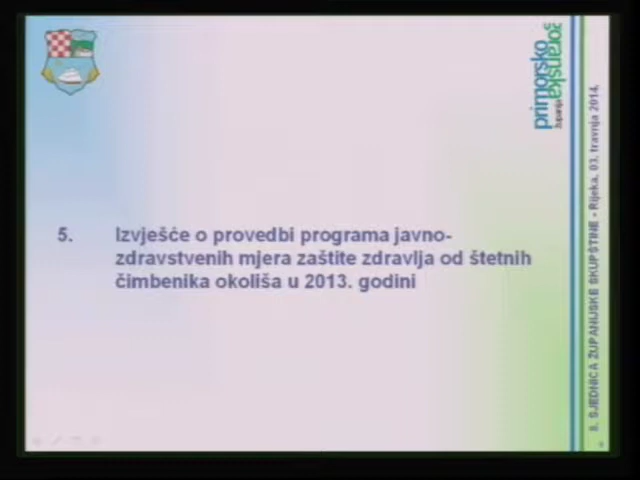 primorsko
goranska
županija
5. Izvješće o provedbi programa javno-
zdravstvenih mjera zaštite zdravlja od štetnih
čimbenika okoliša u 2013. godini
8. SJEDNICA ŽUPANIJSKE SKUPŠTINE - Rijeka, 03. travnja 2014.